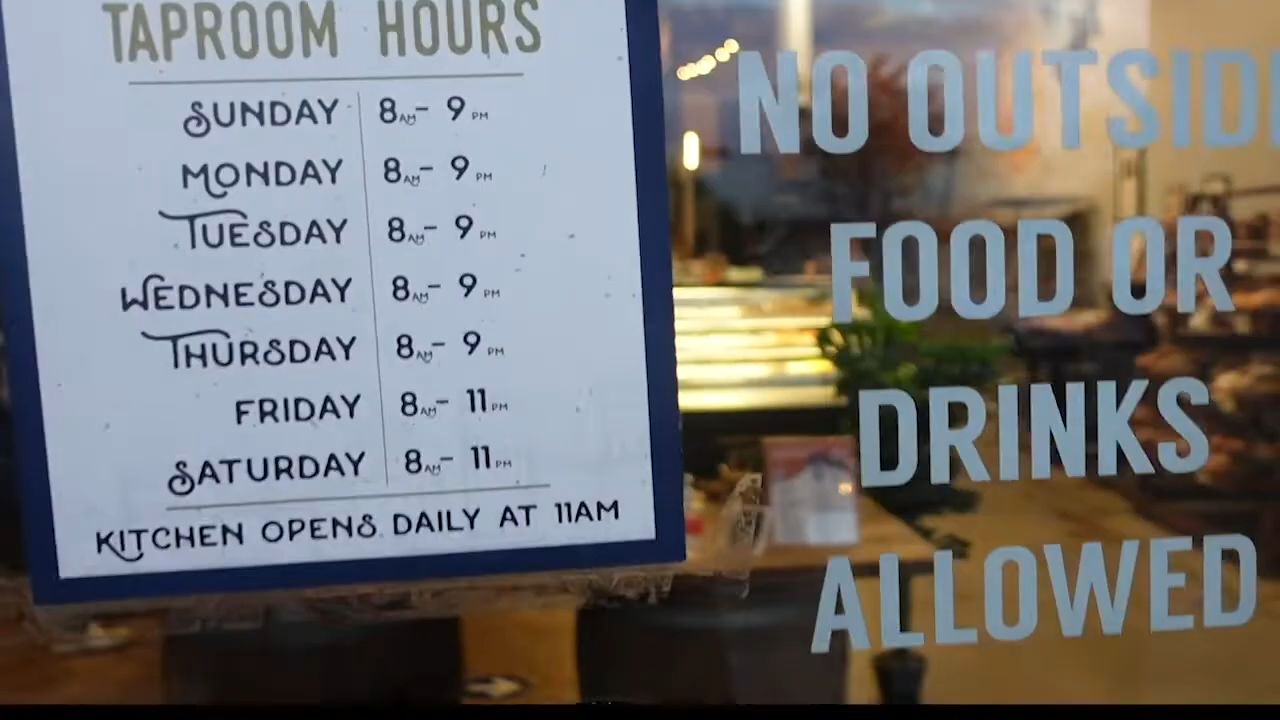 TAPROOM HOURS
SUNDAY 8AM- 9PM
MONDAY 8AM- 9PM
TUESDAY 8AM- 9PM
WEDNESDAY 8AM- 9PM
THURSDAY 8AM- 9PM
FRIDAY 8AM- 11PM
SATURDAY 8AM- 11PM
KITCHEN OPENS DAILY AT 11AM
NO OUTSID
FOOD OR
DRINKS
ALLOWED